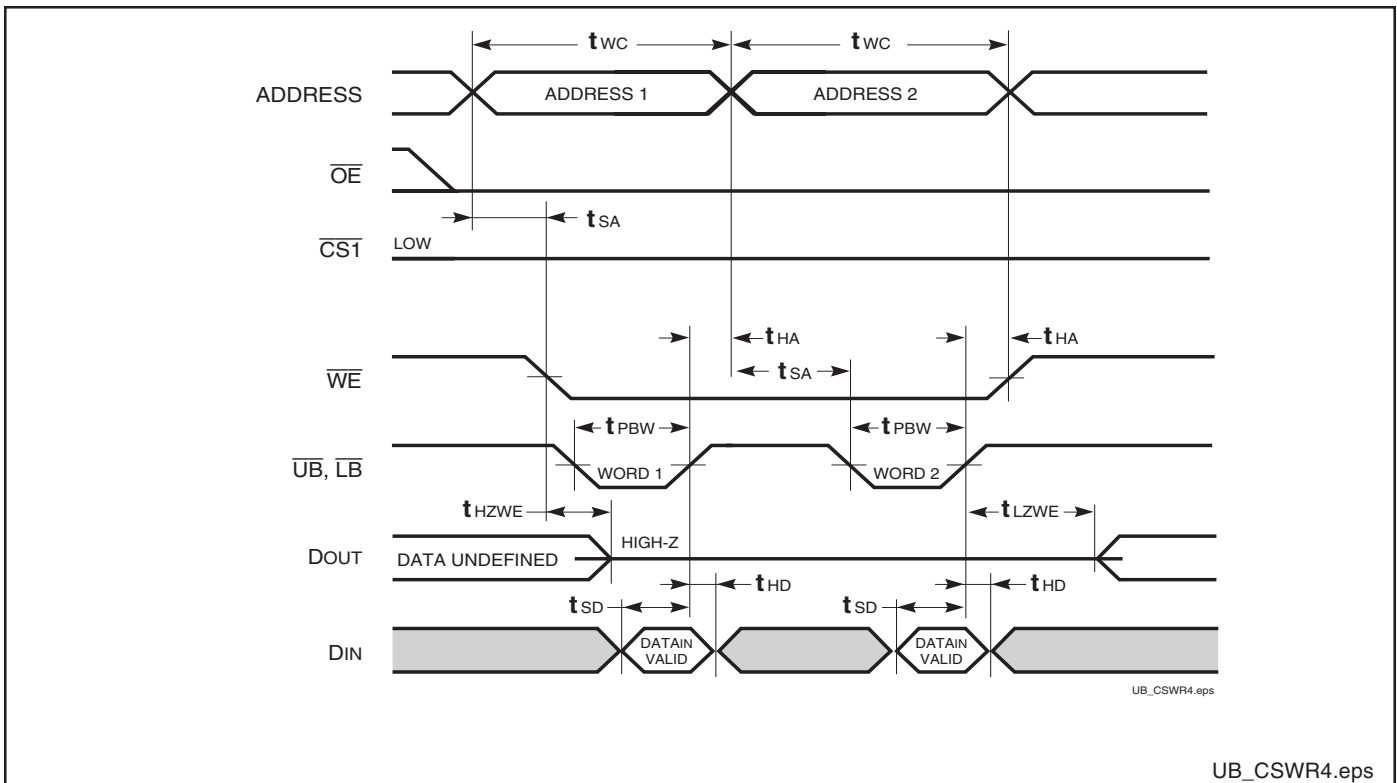 tWC tWC
ADDRESS ADDRESS 1 ADDRESS 2
OE
tSA
CS1 LOW
tHA tHA
tSA
WE
tPBW tPBW
UB, LB WORD 1 WORD 2
tHZWE tLZWE
HIGH-Z
DOUT DATA UNDEFINED
tHD tHD
tSD tSD
DIN DATAIN VALID DATAIN VALID
UB_CSWR4.eps
UB_CSWR4.eps